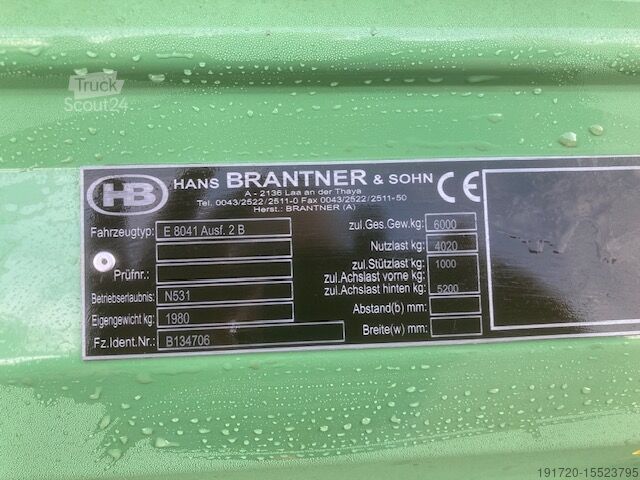 Truck
Scout24
HB
HANS BRANTNER & SOHN
A - 2136 Laa an der Thaya
Tel. 0043/2522/2511-0 Fax 0043/2522/2511-50
Herst.: BRANTNER (A)
CE
Fahrzeugtyp: E 8041 Ausf. 2 B
Prüfnr.:
Betriebserlaubnis: N531
Eigengewicht kg: 1980
Fz.Ident.Nr.: B134706
zul.Ges.Gew.kg: 6000
Nutzlast kg: 4020
zul.Stützlast kg: 1000
zul.Achslast vorne kg:
zul.Achslast hinten kg: 5200
Abstand(b) mm:
Breite(w) mm:
191720-15523795